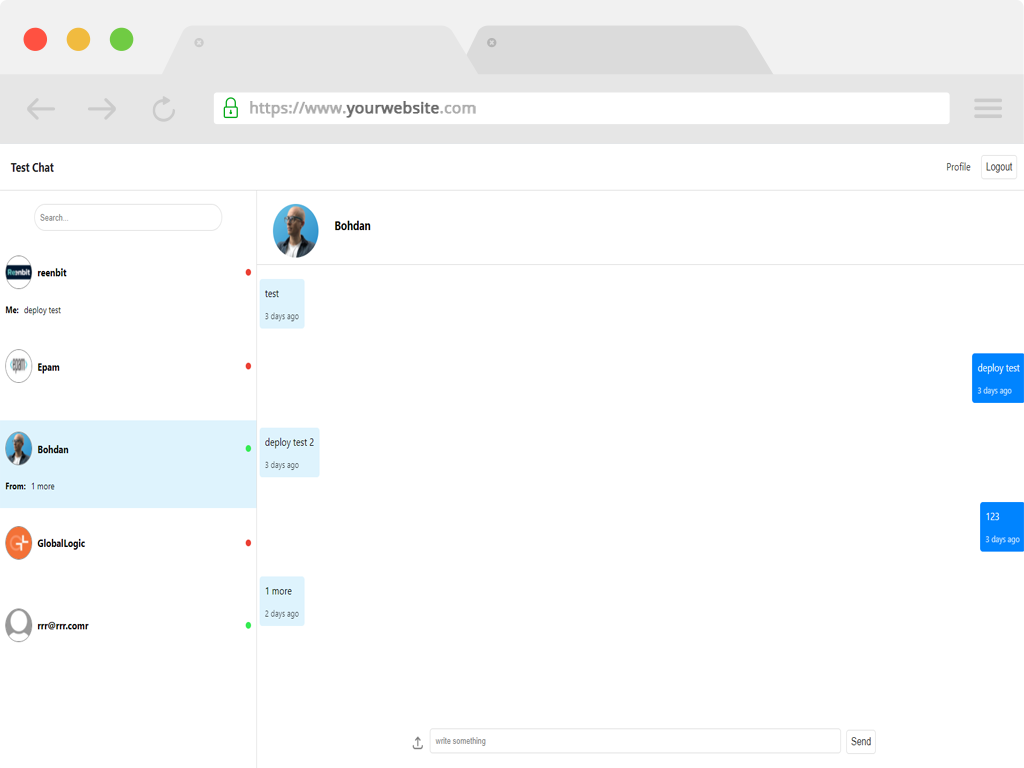 https://www.yourwebsite.com
Test Chat
Profile
Logout
Search...
Reenbit
reenbit
Me: deploy test
epam
Epam
Bohdan
From: 1 more
GlobalLogic
rrr@rrr.comr
Bohdan
test
3 days ago
deploy test
3 days ago
deploy test 2
3 days ago
123
3 days ago
1 more
2 days ago
write something
Send